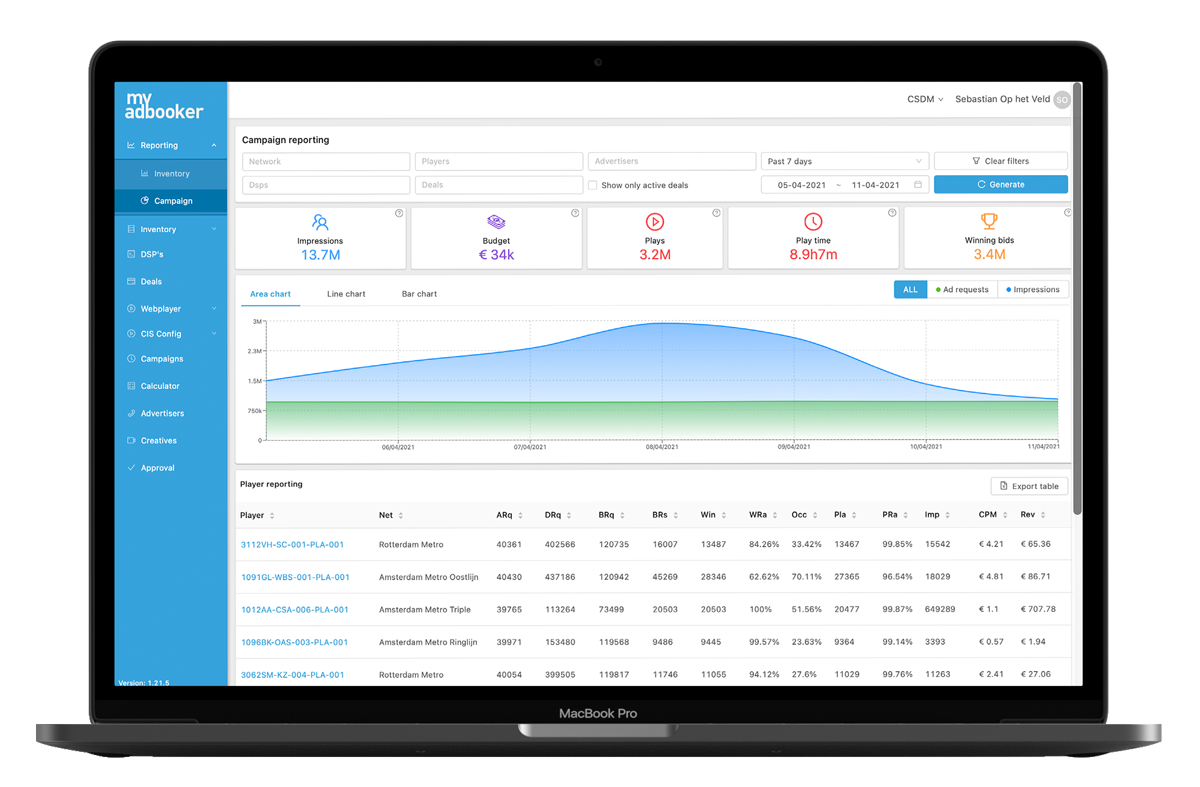 my
adbooker
CSDM
Sebastian Op het Veld
SO
Reporting
Inventory
Campaign
Inventory
DSP's
Deals
Webplayer
CIS Config
Campaigns
Calculator
Advertisers
Creatives
Approval
Version: 1.21.5
Campaign reporting
Network Players Advertisers Past 7 days Clear filters
Dsps Deals Show only active deals 05-04-2021 ~ 11-04-2021 Generate
? ? ? ? ?
Impressions Budget Plays Play time Winning bids
13.7M € 34k 3.2M 8.9h7m 3.4M
Area chart Line chart Bar chart ALL Ad requests Impressions
3M
2.3M
1.5M
750k
0
06/04/2021 07/04/2021 08/04/2021 09/04/2021 10/04/2021 11/04/2021
Player reporting Export table
Player Net ARq DRq BRq BRs Win WRa Occ Pla PRa Imp CPM Rev
3112VH-SC-001-PLA-001 Rotterdam Metro 40361 402566 120735 16007 13487 84.26% 33.42% 13467 99.85% 15542 € 4.21 € 65.36
1091GL-WBS-001-PLA-001 Amsterdam Metro Oostlijn 40430 437186 120942 45269 28346 62.62% 70.11% 27365 96.54% 18029 € 4.81 € 86.71
1012AA-CSA-006-PLA-001 Amsterdam Metro Triple 39765 113264 73499 20503 20503 100% 51.56% 20477 99.87% 649289 € 1.1 € 707.78
1096BK-OAS-003-PLA-001 Amsterdam Metro Ringlijn 39971 153480 119568 9486 9445 99.57% 23.63% 9364 99.14% 3393 € 0.57 € 1.94
3062SM-KZ-004-PLA-001 Rotterdam Metro 40054 399505 119817 11746 11055 94.12% 27.6% 11029 99.76% 11263 € 2.41 € 27.06
MacBook Pro